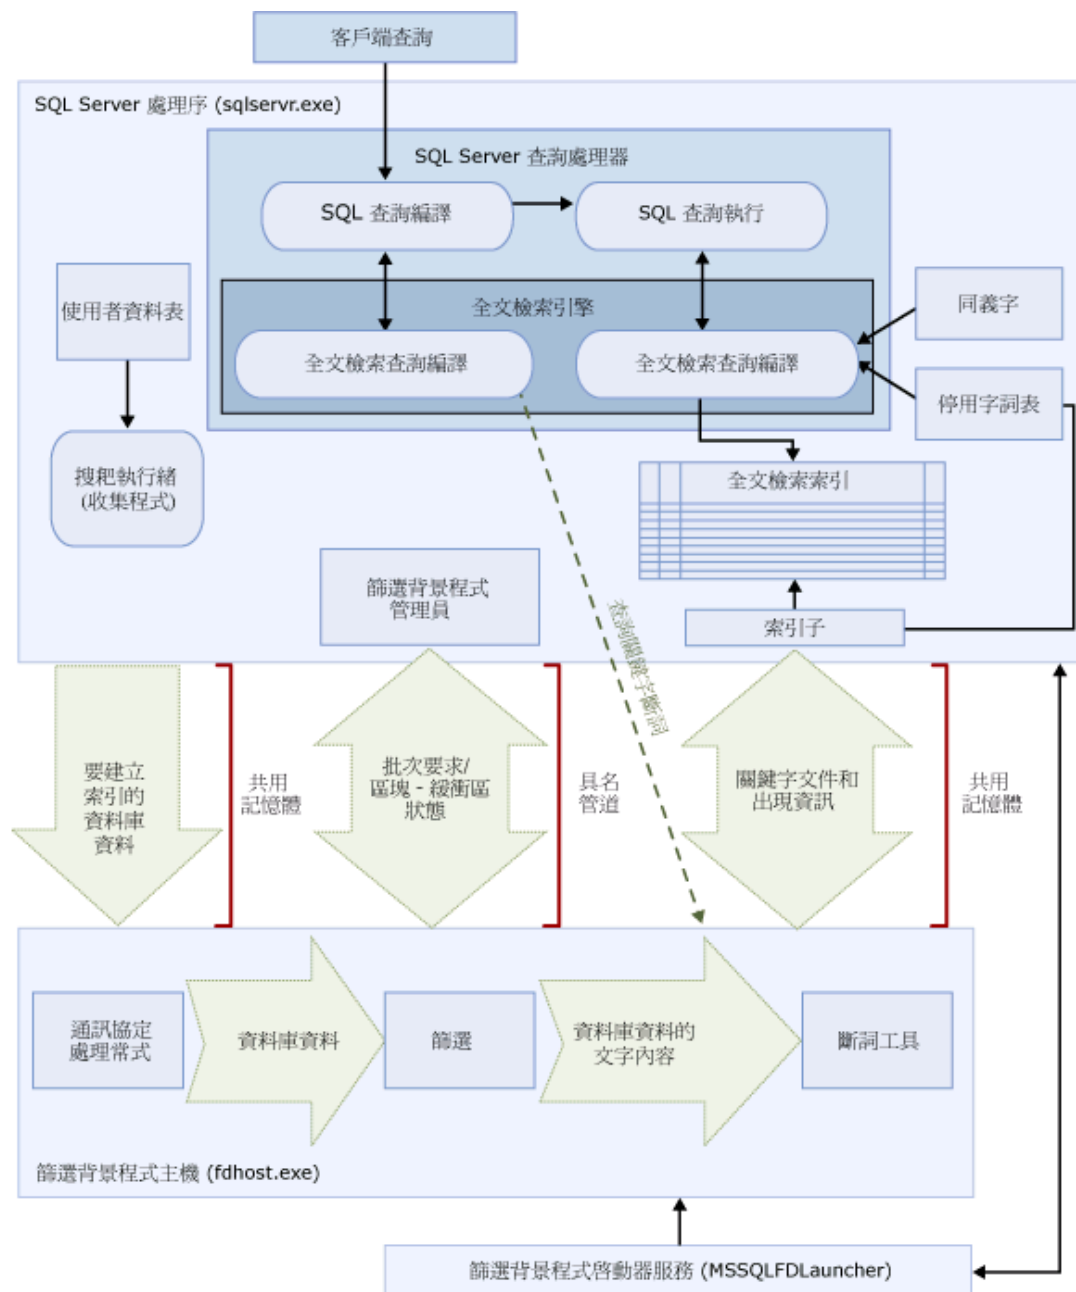 客戶端查詢
SQL Server 處理序 (sqlservr.exe)
SQL Server 查詢處理器
SQL 查詢編譯
SQL 查詢執行
使用者資料表
全文檢索引擎
同義字
全文檢索查詢編譯
全文檢索查詢編譯
停用字詞表
搜耙執行緒
(收集程式)
全文檢索索引
篩選背景程式
管理員
索引子
要建立
索引的
資料庫
資料
共用
記憶體
批次要求/
區塊 - 緩衝區
狀態
具名
管道
關鍵字文件和
出現資訊
共用
記憶體
通訊協定
處理常式
資料庫資料
篩選
資料庫資料的
文字內容
斷詞工具
篩選背景程式主機 (fdhost.exe)
篩選背景程式啓動器服務 (MSSQLFDLauncher)